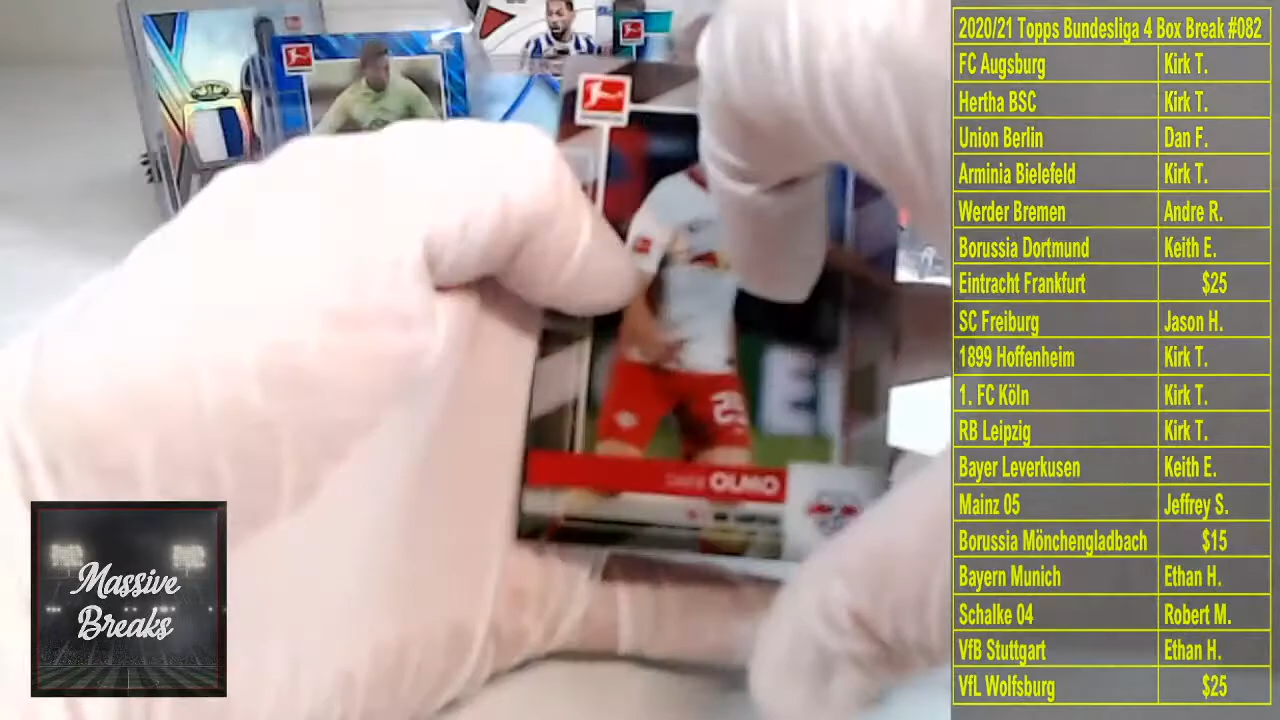 2020/21 Topps Bundesliga 4 Box Break #082
FC Augsburg Kirk T.
Hertha BSC Kirk T.
Union Berlin Dan F.
Arminia Bielefeld Kirk T.
Werder Bremen Andre R.
Borussia Dortmund Keith E.
Eintracht Frankfurt $25
SC Freiburg Jason H.
1899 Hoffenheim Kirk T.
1. FC Köln Kirk T.
RB Leipzig Kirk T.
Bayer Leverkusen Keith E.
Mainz 05 Jeffrey S.
Borussia Mönchengladbach $15
Bayern Munich Ethan H.
Schalke 04 Robert M.
VfB Stuttgart Ethan H.
VfL Wolfsburg $25
OLMO
Massive
Breaks